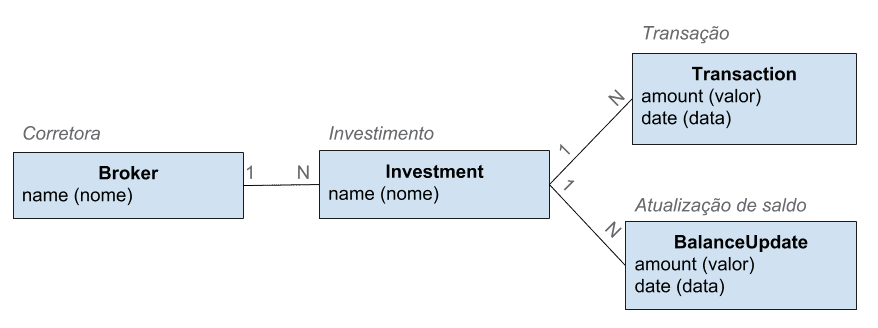 Transação
Transaction
amount (valor)
date (data)
N
Corretora
Broker
name (nome)
1
N
Investimento
Investment
name (nome)
1
1
Atualização de saldo
N
BalanceUpdate
amount (valor)
date (data)